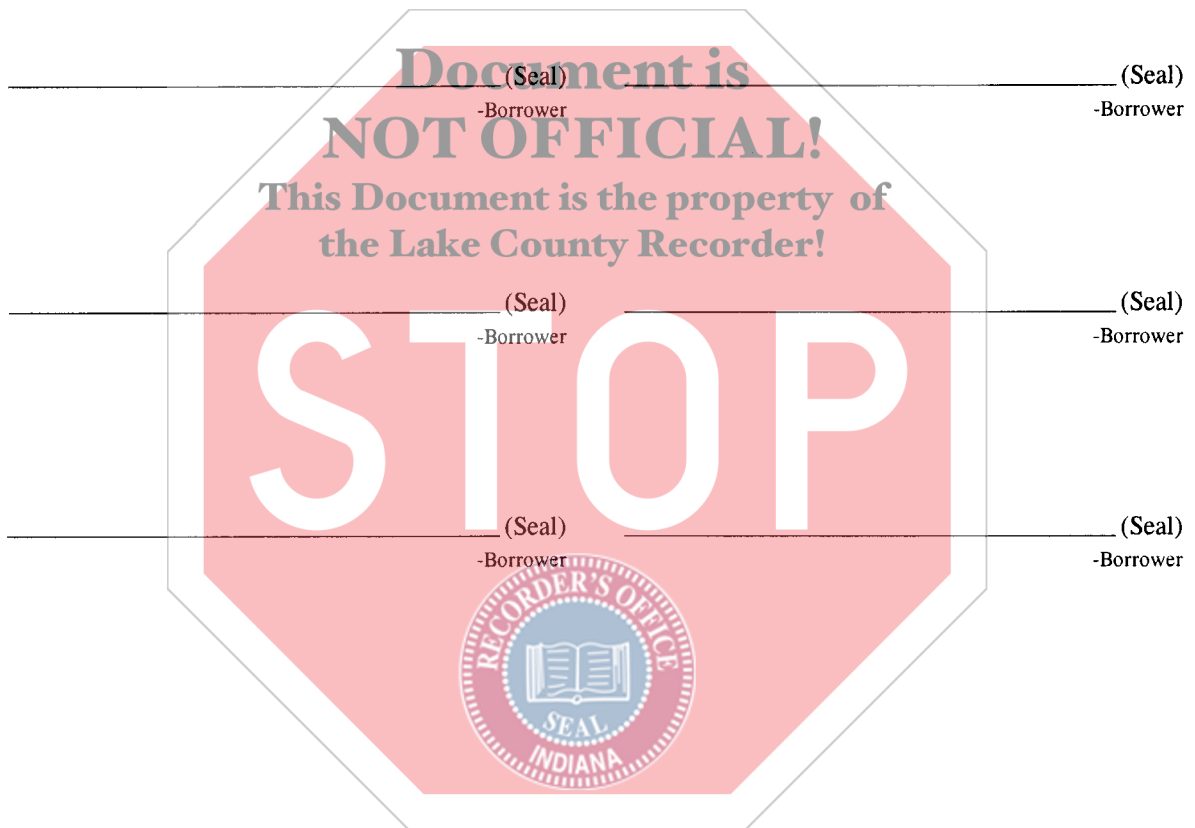 Document is
(Seal) (Seal)
-Borrower -Borrower
NOT OFFICIAL!
This Document is the property of
the Lake County Recorder!
(Seal) (Seal)
-Borrower -Borrower
STOP
(Seal) (Seal)
-Borrower -Borrower
RECORDER'S OFFICE
SEAL
INDIANA